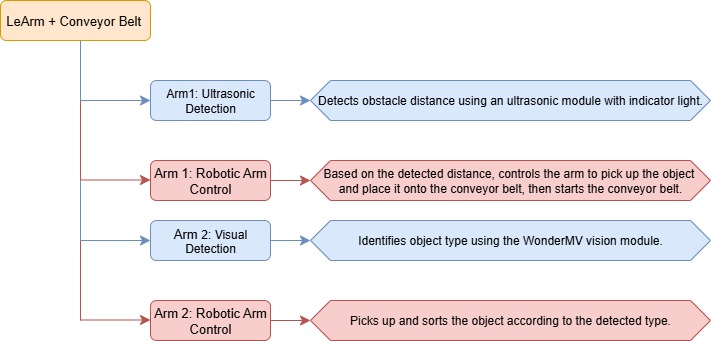 LeArm + Conveyor Belt
Arm1: Ultrasonic
Detection
Detects obstacle distance using an ultrasonic module with indicator light.
Arm 1: Robotic Arm
Control
Based on the detected distance, controls the arm to pick up the object
and place it onto the conveyor belt, then starts the conveyor belt.
Arm 2: Visual
Detection
Identifies object type using the WonderMV vision module.
Arm 2: Robotic Arm
Control
Picks up and sorts the object according to the detected type.